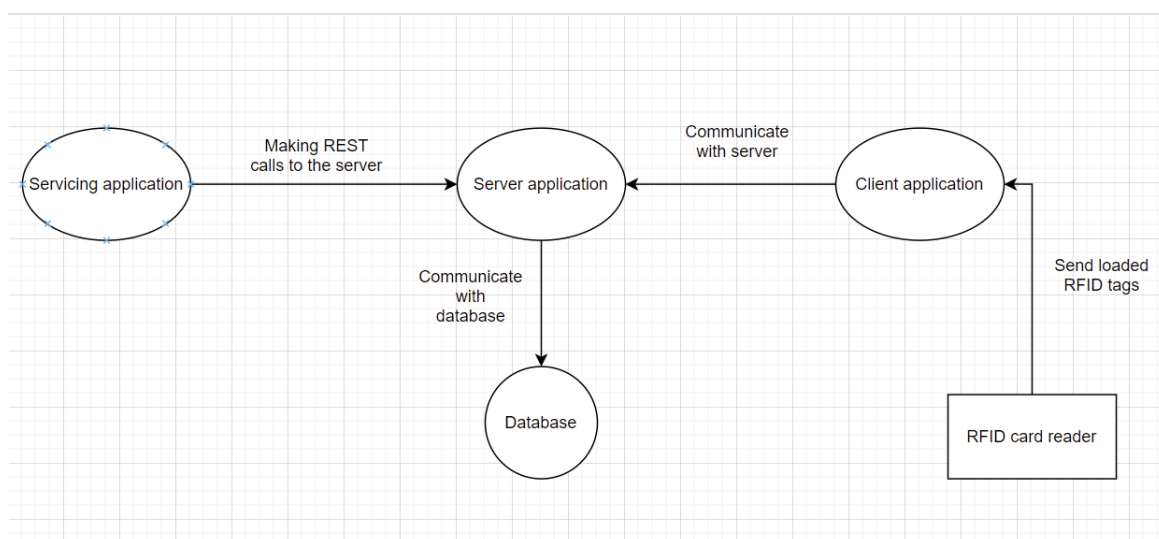 Servicing application
Making REST
calls to the server
Server application
Communicate
with server
Client application
Communicate
with
database
Send loaded
RFID tags
Database
RFID card reader